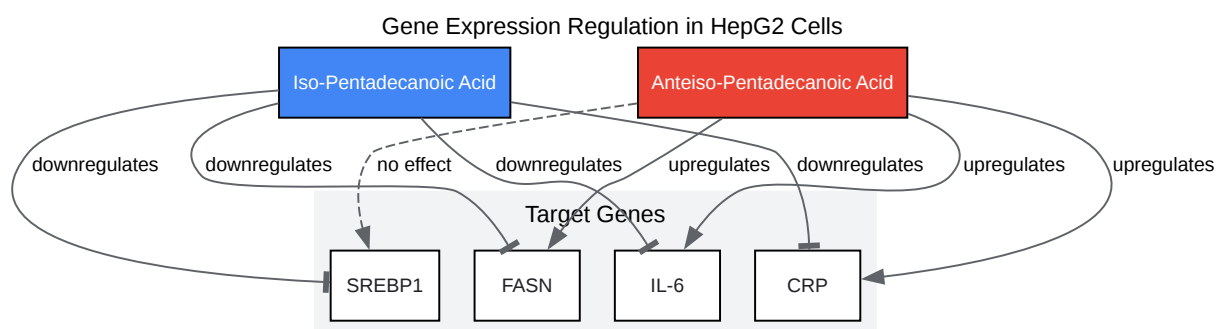 Gene Expression Regulation in HepG2 Cells
Iso-Pentadecanoic Acid
Anteiso-Pentadecanoic Acid
downregulates
downregulates
no effect
downregulates
upregulates
downregulates
upregulates
upregulates
Target Genes
SREBP1
FASN
IL-6
CRP